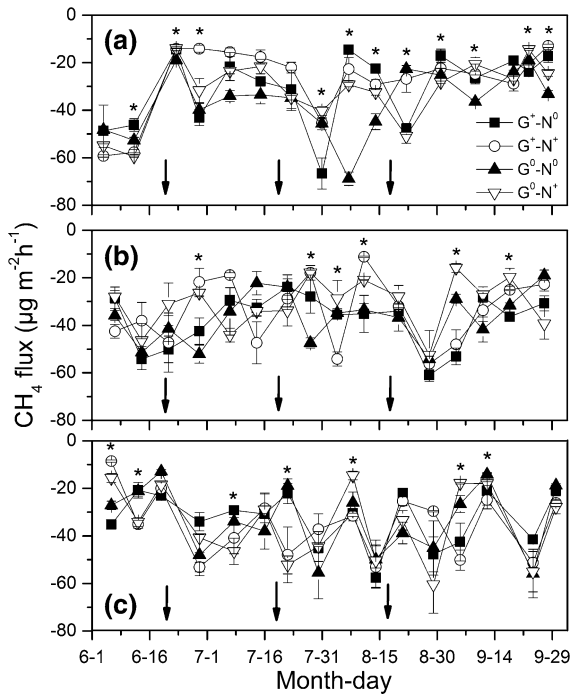 (a)
0
-20
-40
-60
-80
* * * * * * * * * *
G⁺-N⁰
G⁺-N⁺
G⁰-N⁰
G⁰-N⁺
(b)
0
-20
-40
-60
-80
* * * * * *
CH₄ flux (µg m⁻²h⁻¹)
(c)
0
-20
-40
-60
-80
* * * * * * *
6-1 6-16 7-1 7-16 7-31 8-15 8-30 9-14 9-29
Month-day